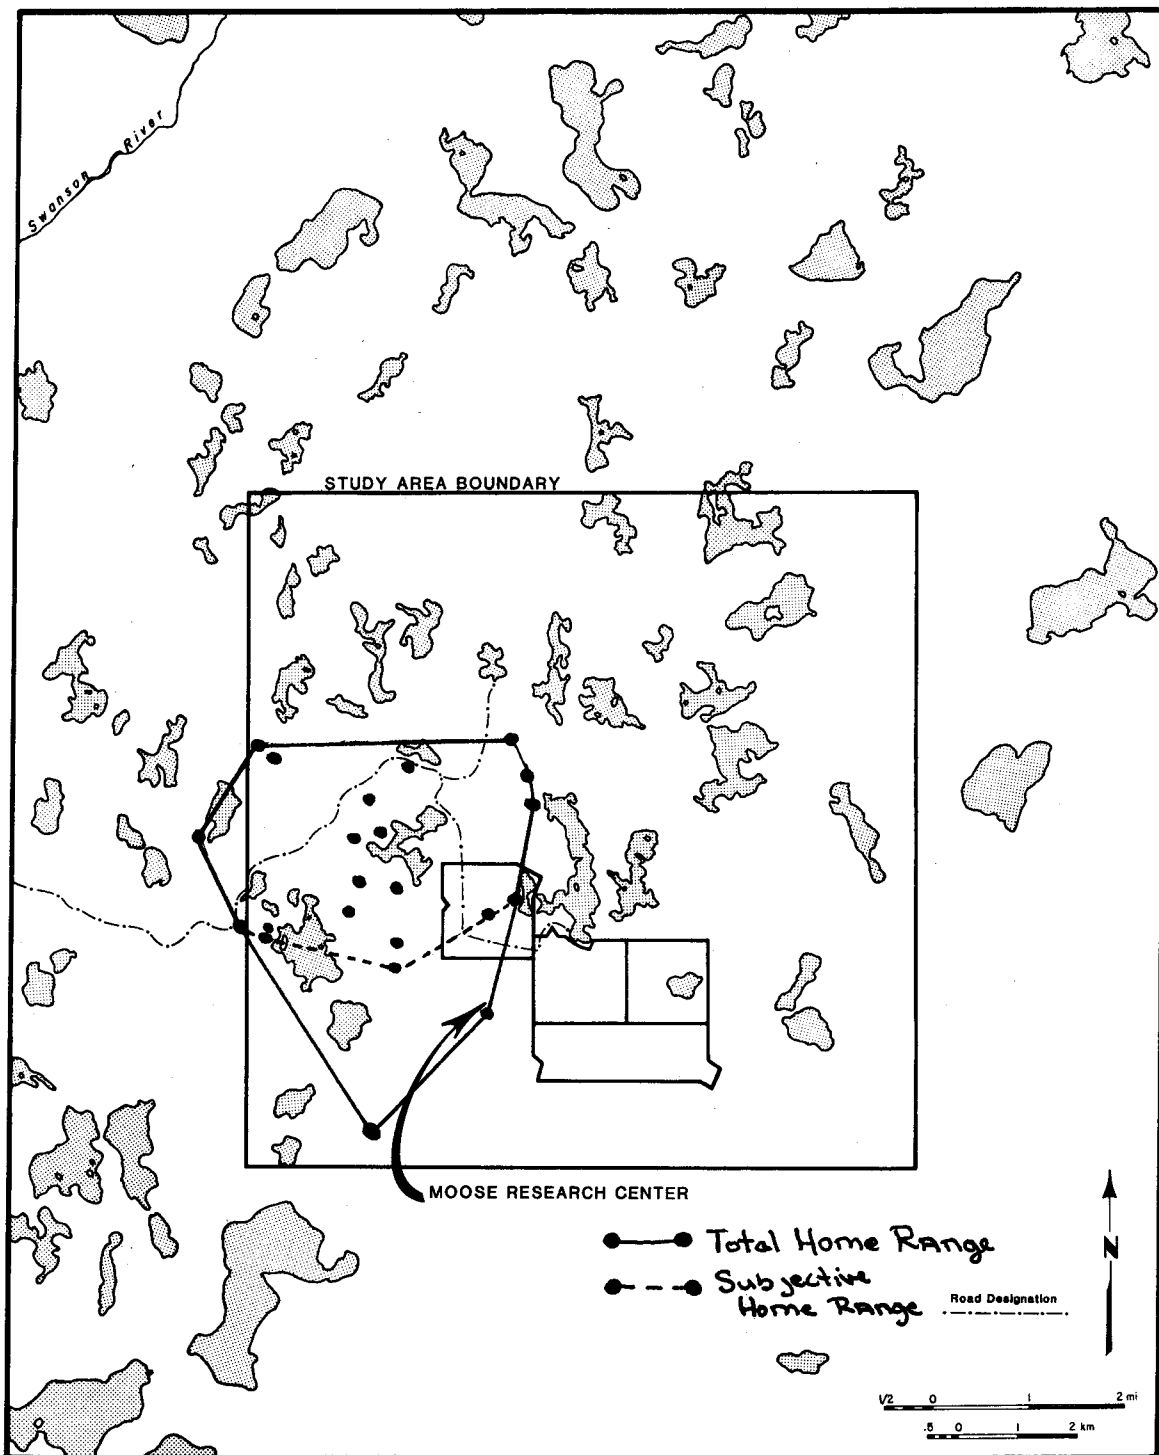 Swanson River
STUDY AREA BOUNDARY
MOOSE RESEARCH CENTER
Total Home Range
Subjective
Home Range
Road Designation
N
1/2 0 1 2 mi
.5 0 1 2 km